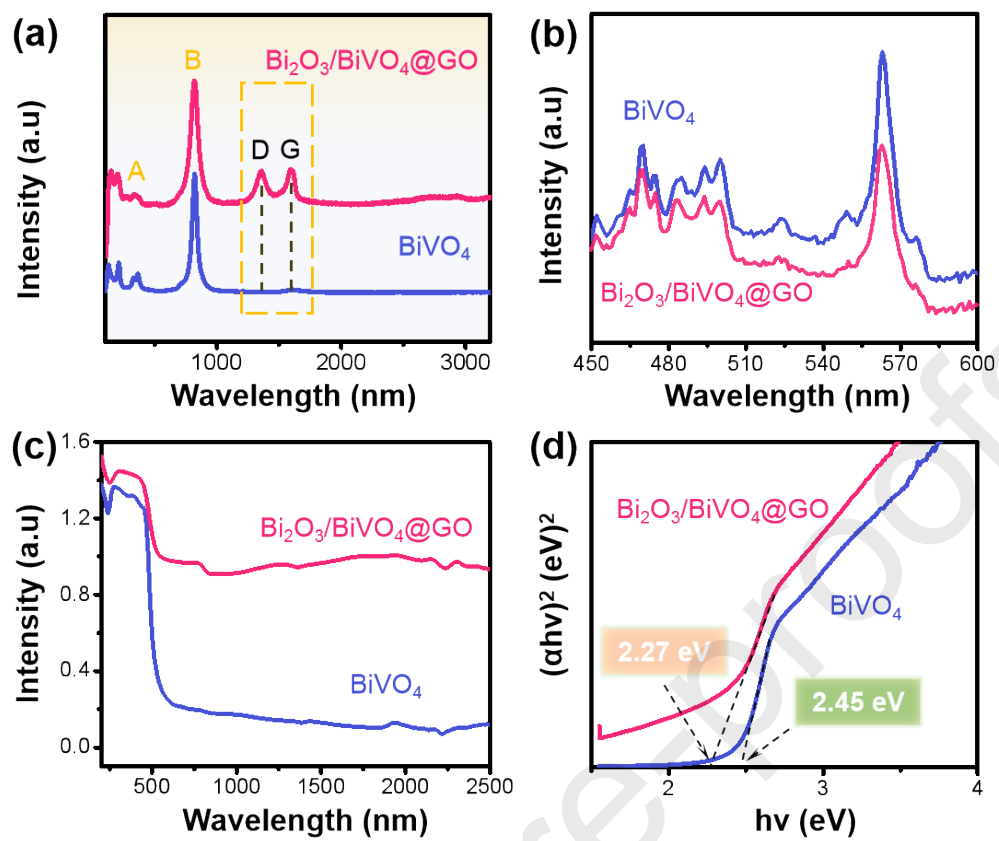 (a)
Intensity (a.u)
B
Bi₂O₃/BiVO₄@GO
D
G
A
BiVO₄
1000
2000
3000
Wavelength (nm)
(b)
Intensity (a.u)
BiVO₄
Bi₂O₃/BiVO₄@GO
450
480
510
540
570
600
Wavelength (nm)
(c)
Intensity (a.u)
1.6
1.2
0.8
0.4
0.0
Bi₂O₃/BiVO₄@GO
BiVO₄
500
1000
1500
2000
2500
Wavelength (nm)
(d)
(αhν)² (eV)²
Bi₂O₃/BiVO₄@GO
BiVO₄
2.27 eV
2.45 eV
2
3
4
hν (eV)